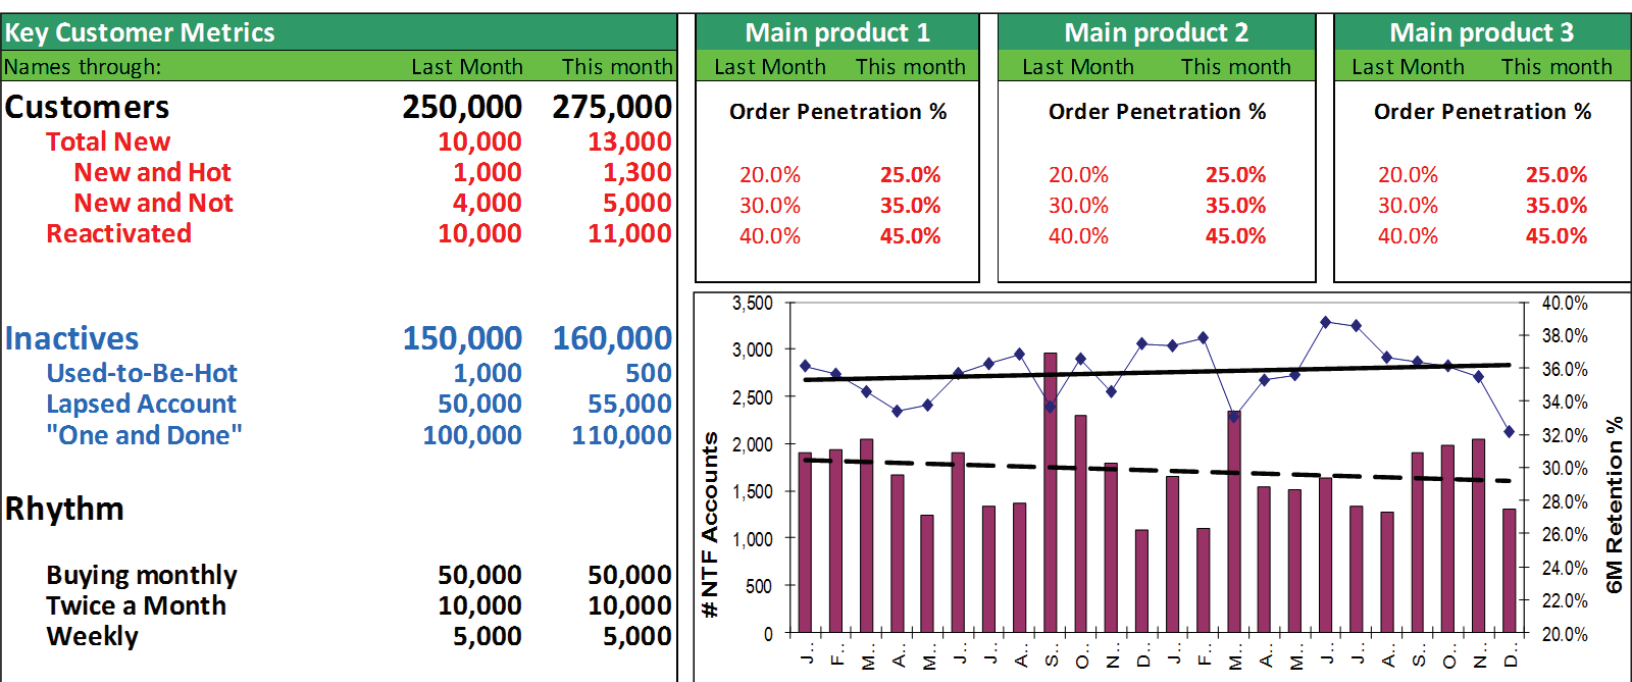 Key Customer Metrics
Names through: Last Month This month
Customers 250,000 275,000
Total New 10,000 13,000
New and Hot 1,000 1,300
New and Not 4,000 5,000
Reactivated 10,000 11,000
Inactives 150,000 160,000
Used-to-Be-Hot 1,000 500
Lapsed Account 50,000 55,000
"One and Done" 100,000 110,000
Rhythm
Buying monthly 50,000 50,000
Twice a Month 10,000 10,000
Weekly 5,000 5,000
Main product 1
Last Month This month
Order Penetration %
20.0% 25.0%
30.0% 35.0%
40.0% 45.0%
Main product 2
Last Month This month
Order Penetration %
20.0% 25.0%
30.0% 35.0%
40.0% 45.0%
Main product 3
Last Month This month
Order Penetration %
20.0% 25.0%
30.0% 35.0%
40.0% 45.0%
# NTF Accounts
3,500
3,000
2,500
2,000
1,500
1,000
500
0
40.0%
38.0%
36.0%
34.0%
32.0%
30.0%
28.0%
26.0%
24.0%
22.0%
20.0%
6M Retention %
J.. F.. M.. A.. M.. J.. J.. A.. S.. O.. N.. D.. J.. F.. M.. A.. M.. J.. J.. A.. S.. O.. N.. D..